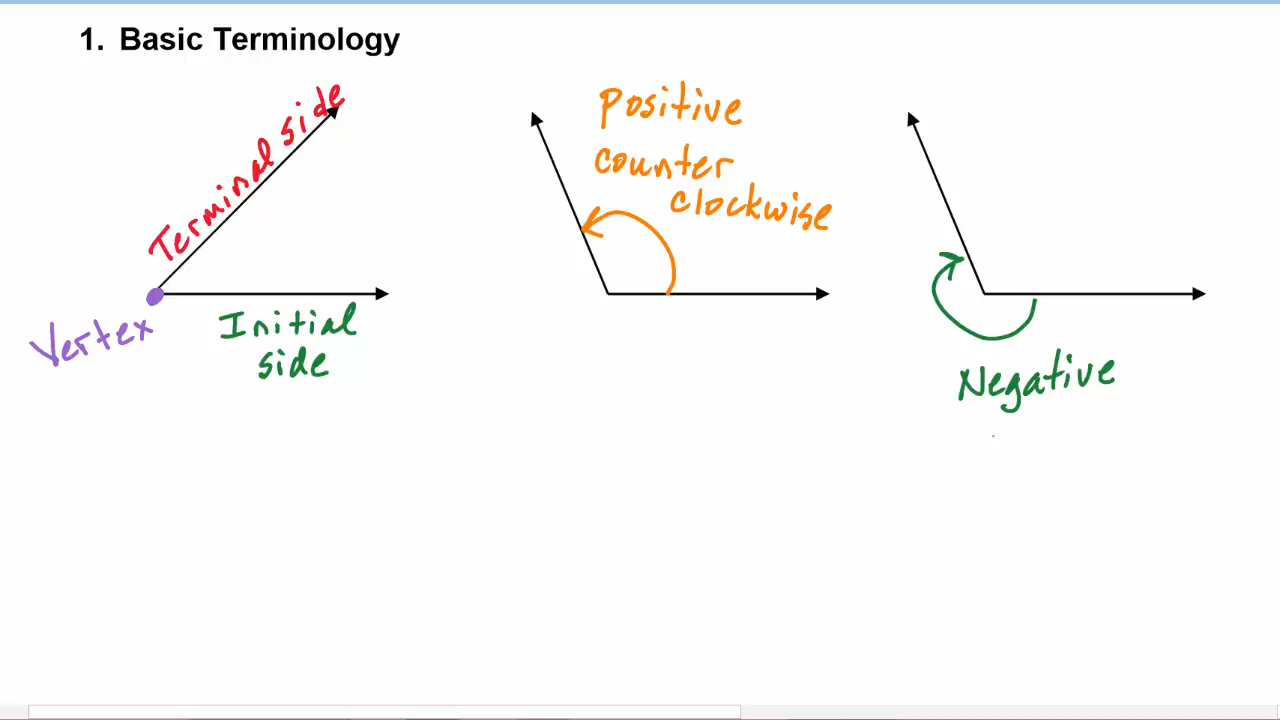 1. Basic Terminology
Terminal side
Vertex
Initial
side
Positive
counter
clockwise
Negative